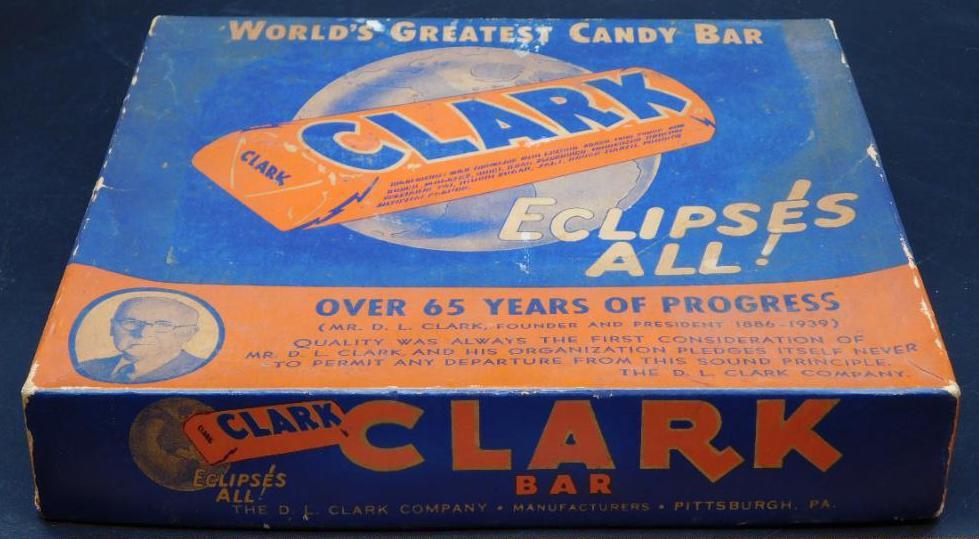 WORLD'S GREATEST CANDY BAR
CLARK
CLARK
ECLIPSES
ALL!
OVER 65 YEARS OF PROGRESS
(MR. D. L. CLARK, FOUNDER AND PRESIDENT 1886-1939)
QUALITY WAS ALWAYS THE FIRST CONSIDERATION OF
MR. D. L. CLARK, AND HIS ORGANIZATION PLEDGES ITSELF NEVER
TO PERMIT ANY DEPARTURE FROM THIS SOUND PRINCIPLE.
THE D. L. CLARK COMPANY.
CLARK
CLARK
CLARK
BAR
ECLIPSES
ALL!
THE D. L. CLARK COMPANY • MANUFACTURERS • PITTSBURGH, PA.